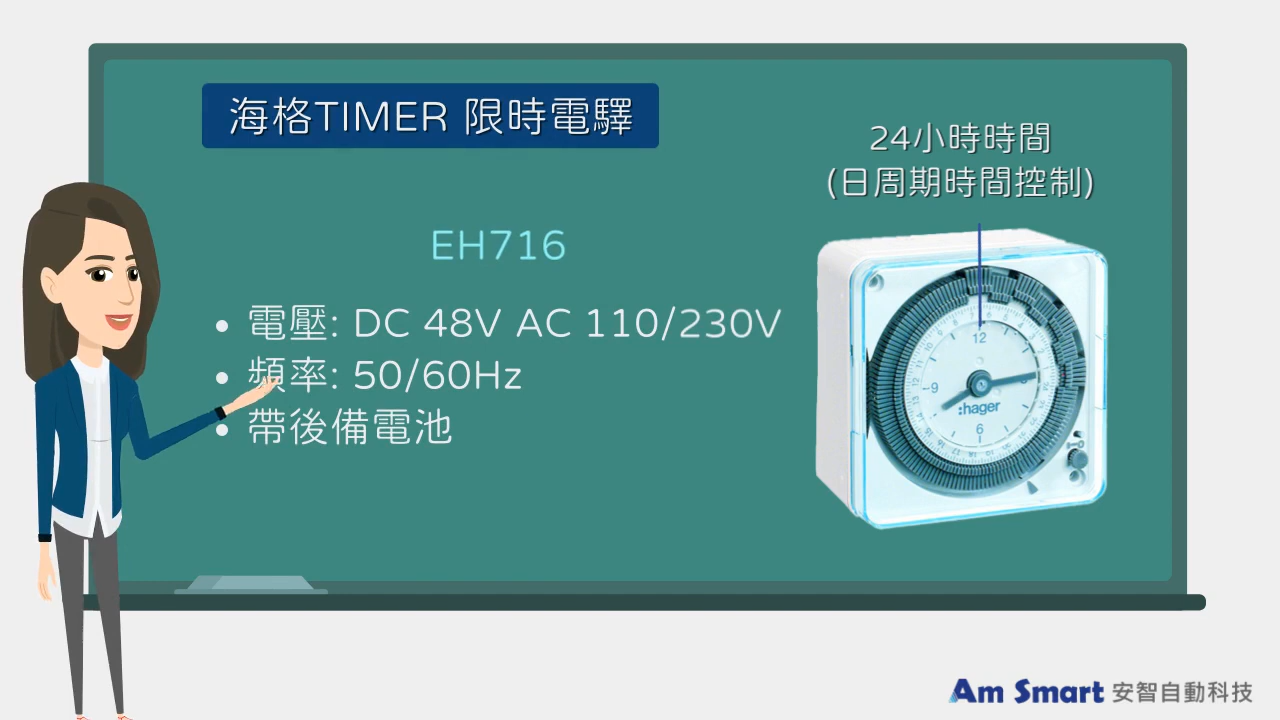 海格TIMER 限時電驛
24小時時間
(日周期時間控制)
EH716
• 電壓: DC 48V AC 110/230V
• 頻率: 50/60Hz
• 帶後備電池
12
9
:hager
6
Am Smart 安智自動科技